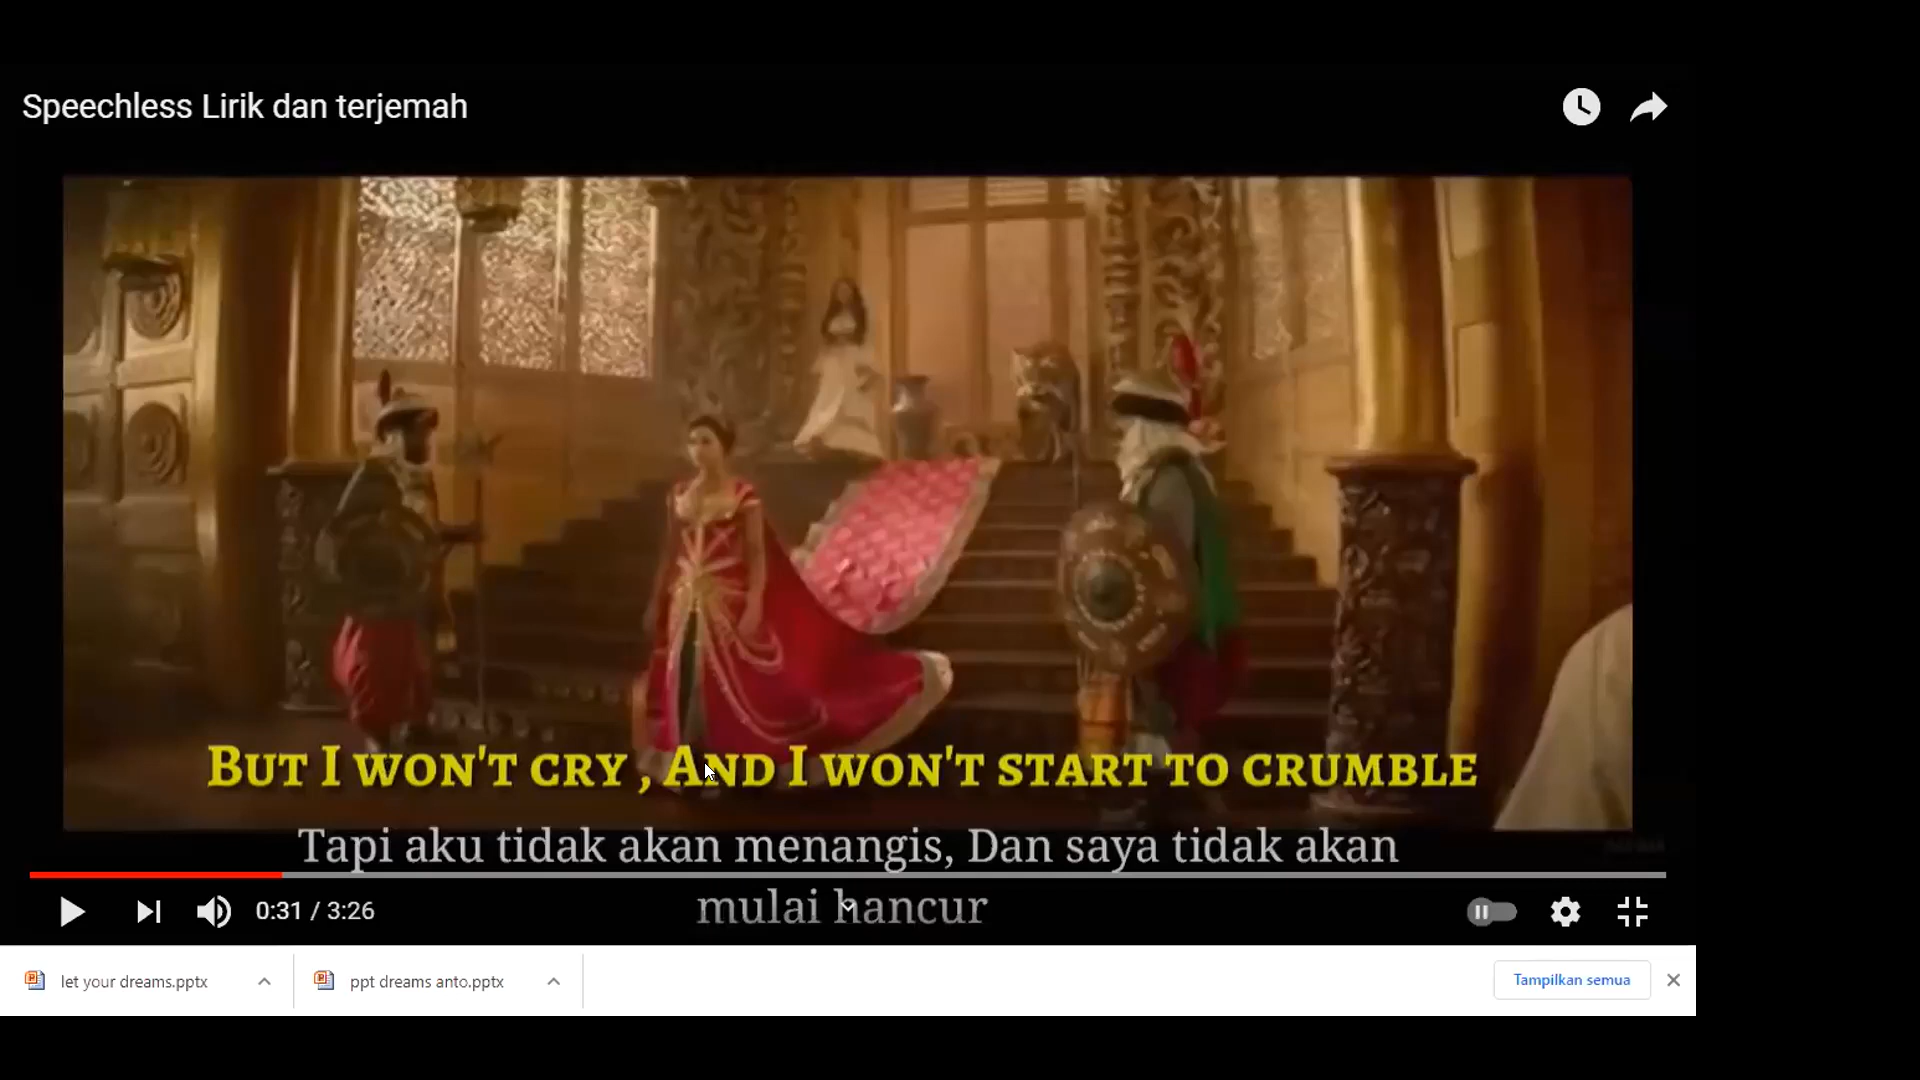 Speechless Lirik dan terjemah
BUT I WON'T CRY , AND I WON'T START TO CRUMBLE
Tapi aku tidak akan menangis, Dan saya tidak akan
mulai hancur
0:31 / 3:26
let your dreams.pptx
ppt dreams anto.pptx
Tampilkan semua